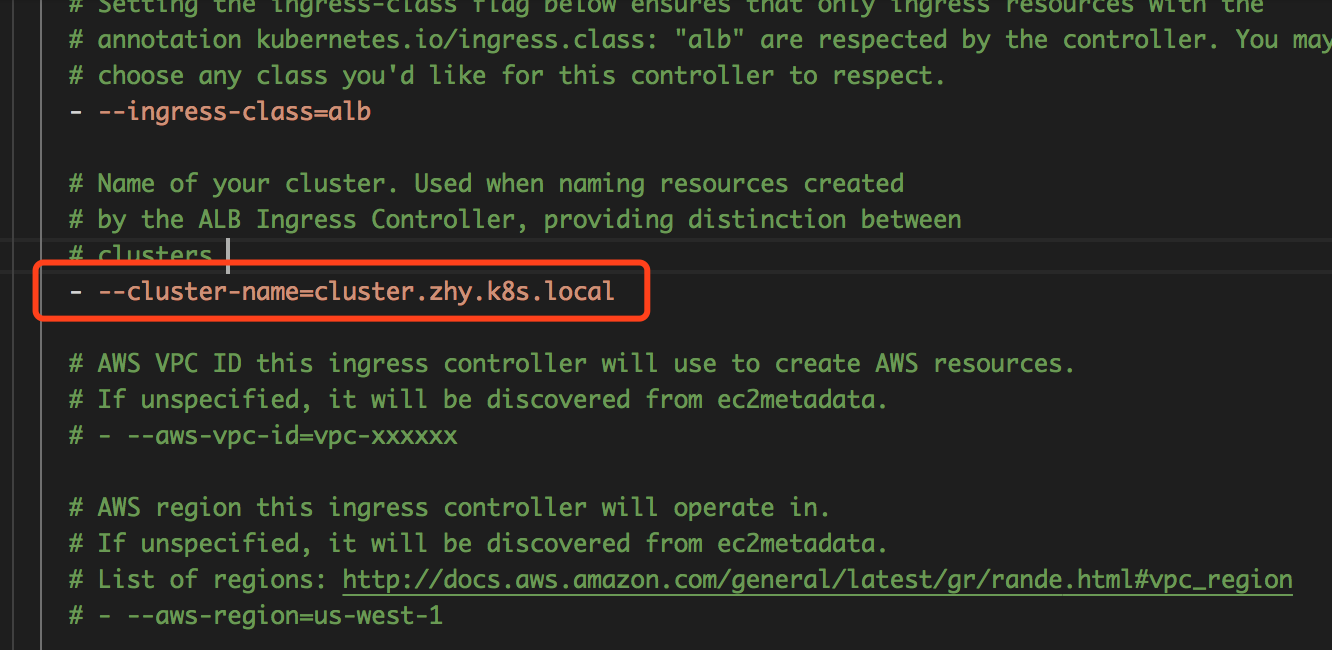 # Setting the ingress-class flag below ensures that only ingress resources with the
# annotation kubernetes.io/ingress.class: "alb" are respected by the controller. You may
# choose any class you'd like for this controller to respect.
- --ingress-class=alb
# Name of your cluster. Used when naming resources created
# by the ALB Ingress Controller, providing distinction between
# clusters
- --cluster-name=cluster.zhy.k8s.local
# AWS VPC ID this ingress controller will use to create AWS resources.
# If unspecified, it will be discovered from ec2metadata.
# - --aws-vpc-id=vpc-xxxxxx
# AWS region this ingress controller will operate in.
# If unspecified, it will be discovered from ec2metadata.
# List of regions: http://docs.aws.amazon.com/general/latest/gr/rande.html#vpc_region
# - --aws-region=us-west-1